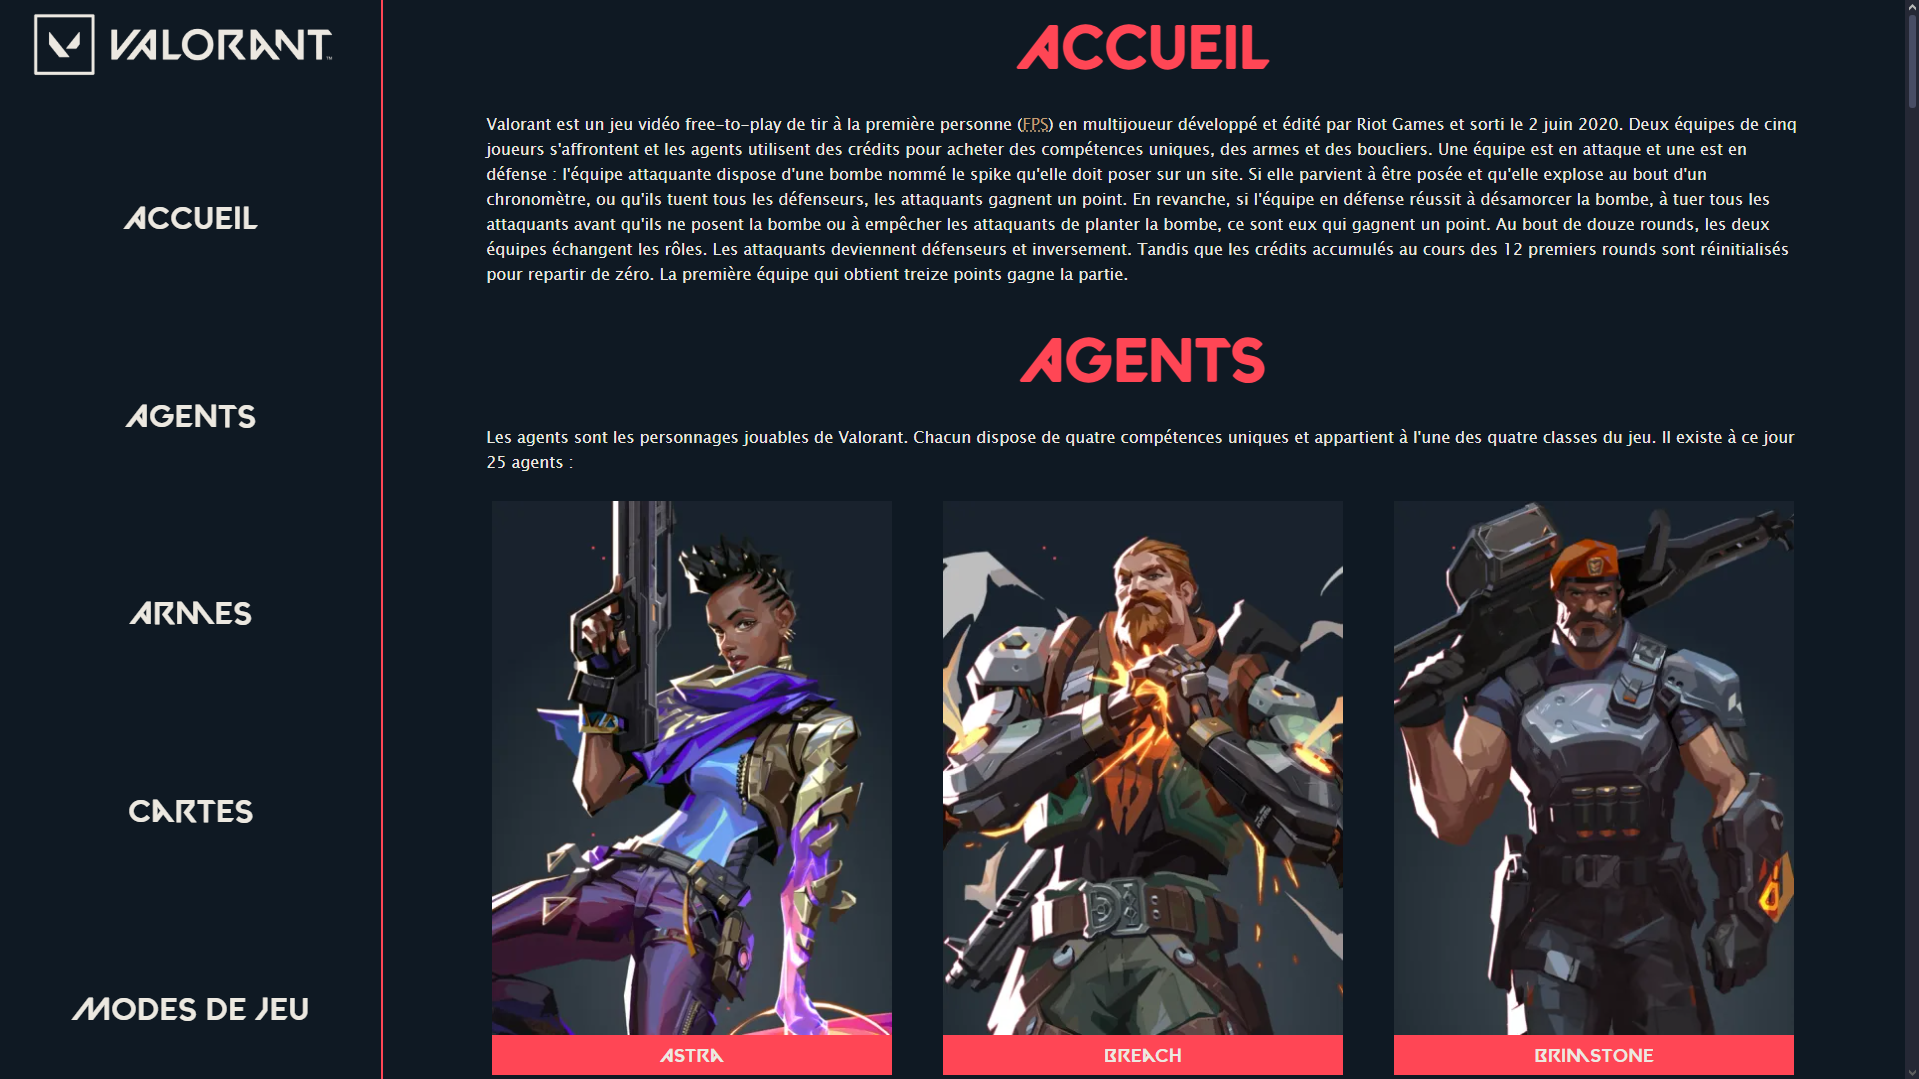 VALORANT™
ACCUEIL
AGENTS
ARMES
CARTES
MODES DE JEU
ACCUEIL
Valorant est un jeu vidéo free-to-play de tir à la première personne (FPS) en multijoueur développé et édité par Riot Games et sorti le 2 juin 2020. Deux équipes de cinq
joueurs s'affrontent et les agents utilisent des crédits pour acheter des compétences uniques, des armes et des boucliers. Une équipe est en attaque et une est en
défense : l'équipe attaquante dispose d'une bombe nommé le spike qu'elle doit poser sur un site. Si elle parvient à être posée et qu'elle explose au bout d'un
chronomètre, ou qu'ils tuent tous les défenseurs, les attaquants gagnent un point. En revanche, si l'équipe en défense réussit à désamorcer la bombe, à tuer tous les
attaquants avant qu'ils ne posent la bombe ou à empêcher les attaquants de planter la bombe, ce sont eux qui gagnent un point. Au bout de douze rounds, les deux
équipes échangent les rôles. Les attaquants deviennent défenseurs et inversement. Tandis que les crédits accumulés au cours des 12 premiers rounds sont réinitialisés
pour repartir de zéro. La première équipe qui obtient treize points gagne la partie.
AGENTS
Les agents sont les personnages jouables de Valorant. Chacun dispose de quatre compétences uniques et appartient à l'une des quatre classes du jeu. Il existe à ce jour
25 agents :
ASTRA
BREACH
BRIMSTONE